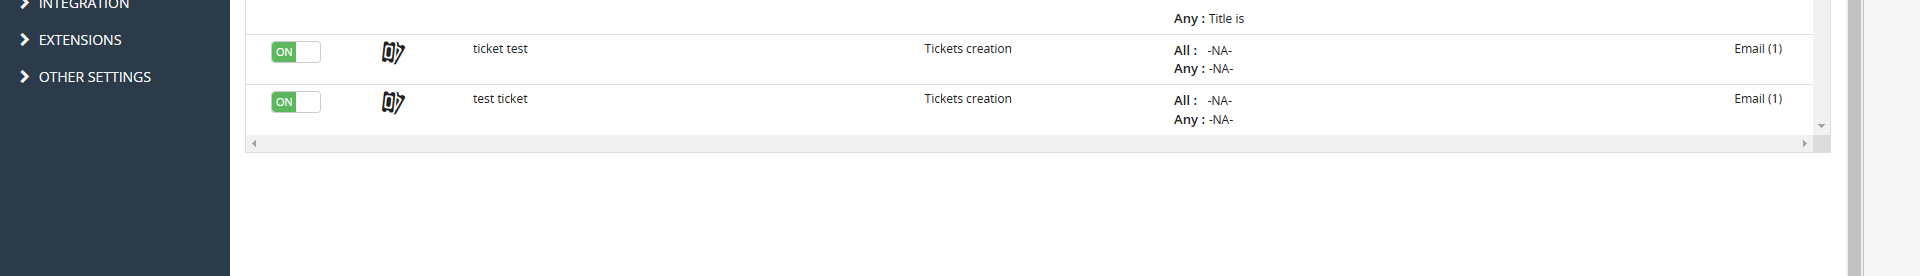 INTEGRATION
EXTENSIONS
OTHER SETTINGS
Any : Title is
ON ticket test Tickets creation All : -NA- Email (1)
Any : -NA-
ON test ticket Tickets creation All : -NA- Email (1)
Any : -NA-